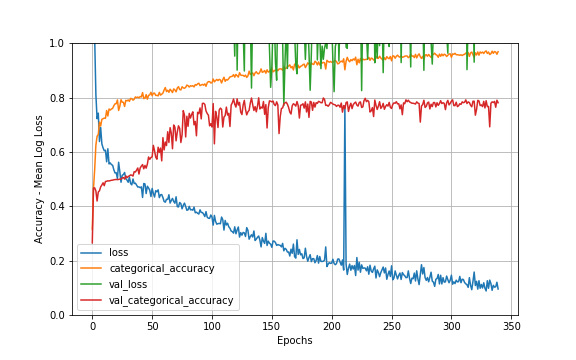 1.0
0.8
0.6
0.4
0.2
0.0
Accuracy - Mean Log Loss
loss
categorical_accuracy
val_loss
val_categorical_accuracy
0 50 100 150 200 250 300 350
Epochs